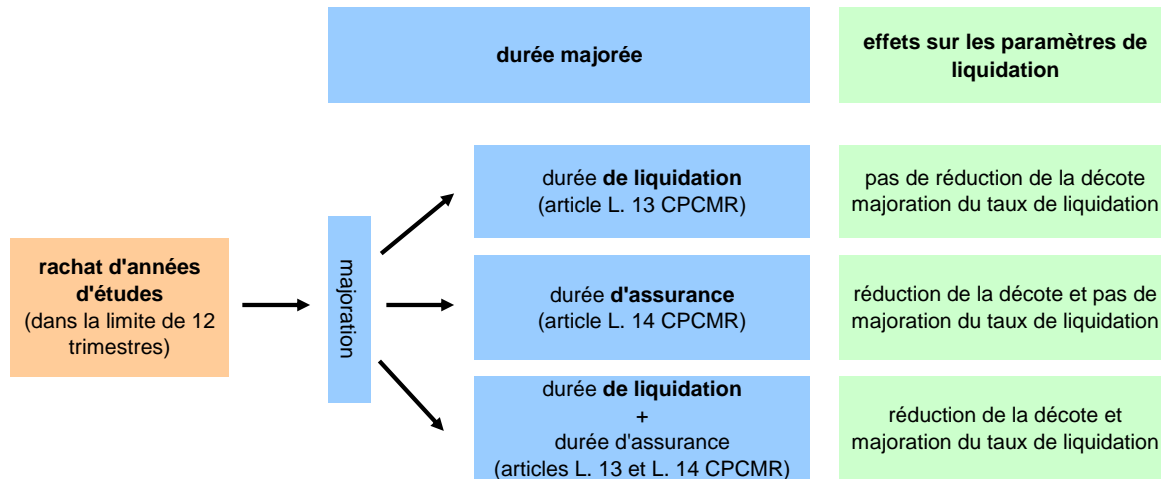 durée majorée
effets sur les paramètres de
liquidation
rachat d'années
d'études
(dans la limite de 12
trimestres)
majoration
durée de liquidation
(article L. 13 CPCMR)
pas de réduction de la décote
majoration du taux de liquidation
durée d'assurance
(article L. 14 CPCMR)
réduction de la décote et pas de
majoration du taux de liquidation
durée de liquidation
+
durée d'assurance
(articles L. 13 et L. 14 CPCMR)
réduction de la décote et
majoration du taux de liquidation